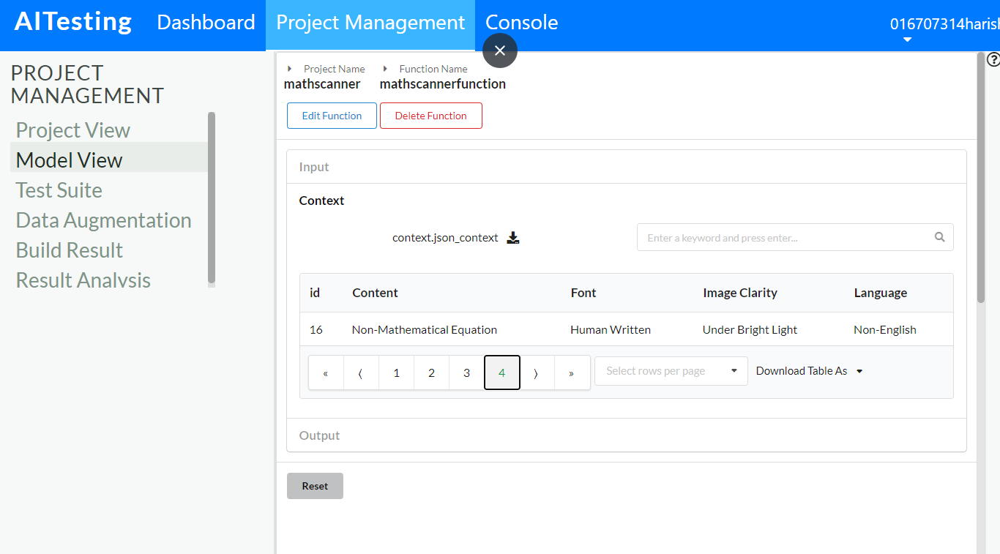 AITesting Dashboard Project Management Console
016707314harish
PROJECT
MANAGEMENT
Project View
Model View
Test Suite
Data Augmentation
Build Result
Result Analysis
Project Name Function Name
mathscanner mathscannerfunction
Edit Function Delete Function
Input
Context
context.json_context Enter a keyword and press enter...
id Content Font Image Clarity Language
16 Non-Mathematical Equation Human Written Under Bright Light Non-English
« ⟨ 1 2 3 4 ⟩ » Select rows per page Download Table As
Output
Reset